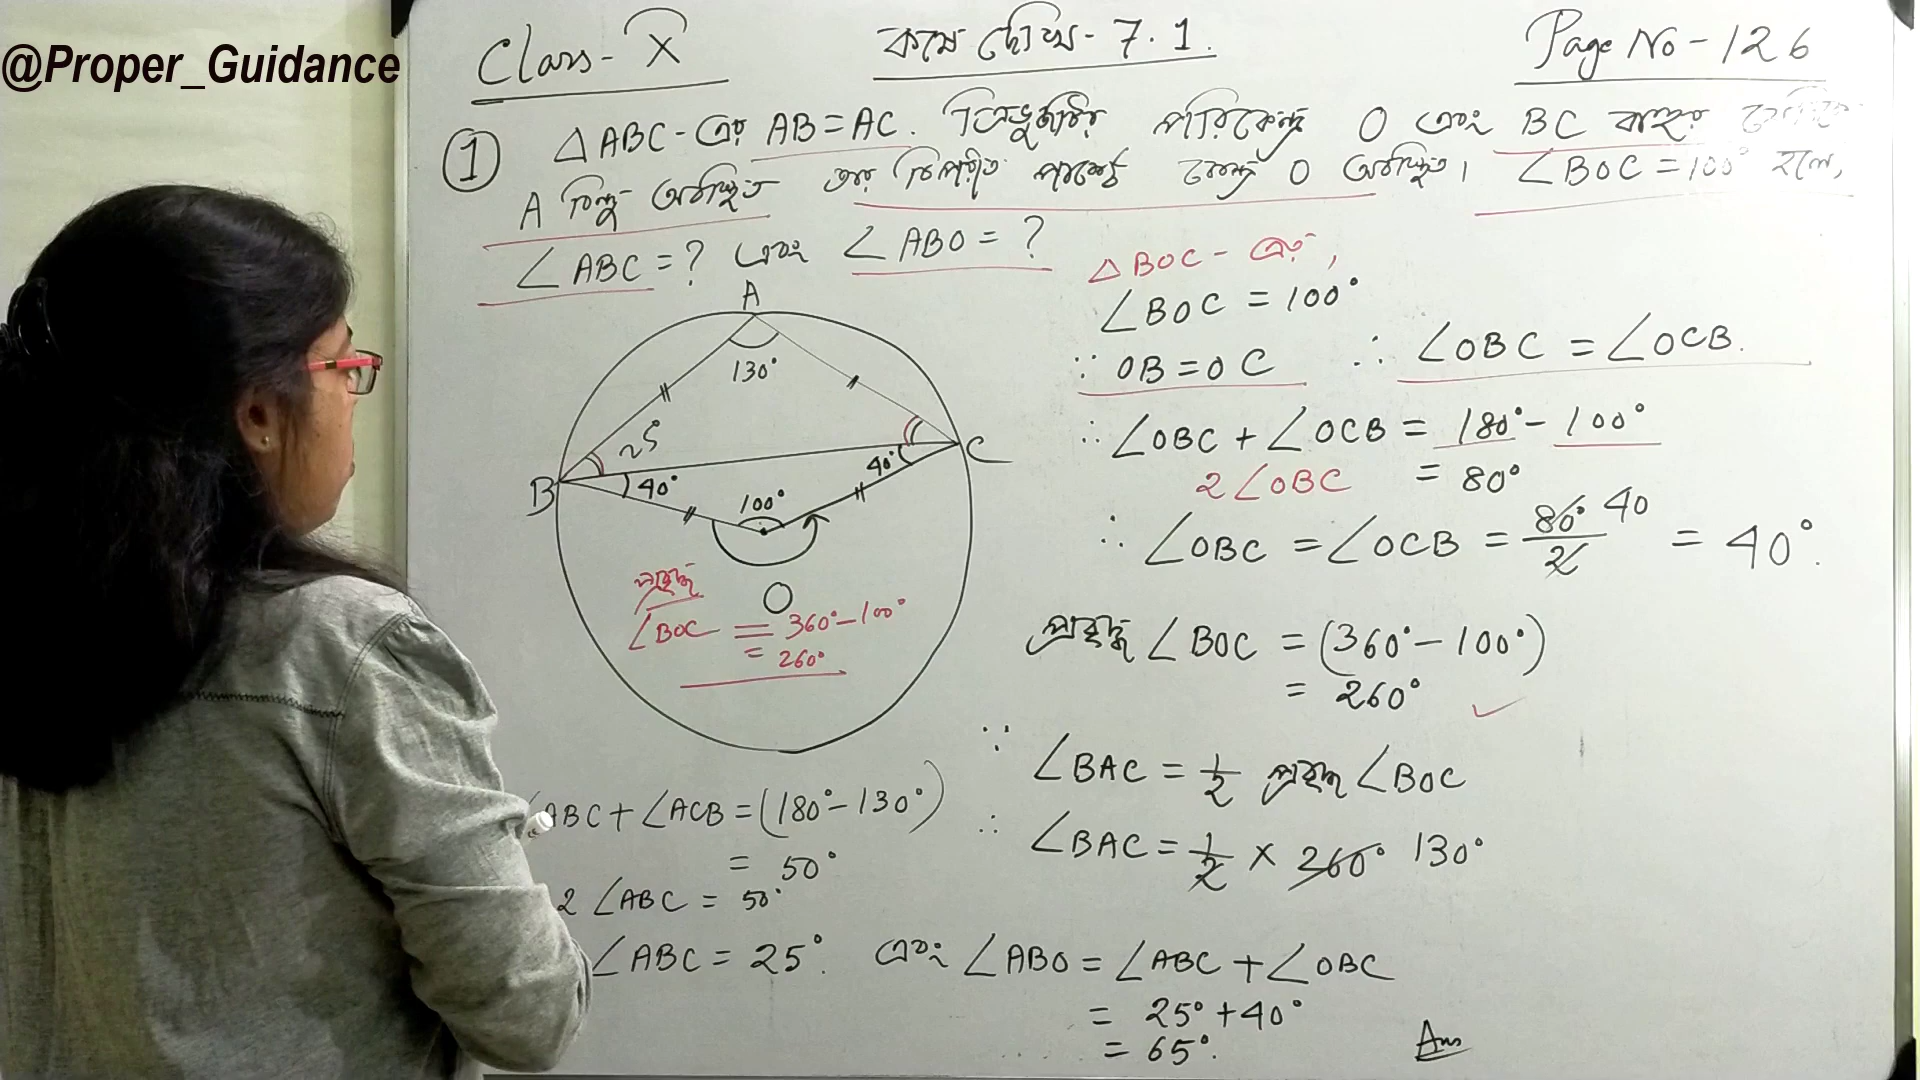 @Proper_Guidance
Class - X
কষে দেখি - 7.1.
Page No - 126
① △ABC - এর AB = AC. ত্রিভুজটির পরিকেন্দ্র O এবং BC বাহুর
A বিন্দু অবস্থিত তার বিপরীত পার্শ্বে কেন্দ্র O অবস্থিত। ∠BOC = 100° হলে,
∠ABC = ? এবং ∠ABO = ?
A
130°
25°
B
C
40°
40°
100°
O
প্রবৃদ্ধ
∠BOC = 360° - 100°
= 260°
△BOC - এর,
∠BOC = 100°
∵ OB = OC ∴ ∠OBC = ∠OCB.
∴ ∠OBC + ∠OCB = 180° - 100°
2∠OBC = 80°
∴ ∠OBC = ∠OCB = 80°/2 40 = 40°.
প্রবৃদ্ধ ∠BOC = (360° - 100°)
= 260°
∵ ∠BAC = 1/2 প্রবৃদ্ধ ∠BOC
∴ ∠BAC = 1/2 × 260° 130°
∠ABC + ∠ACB = (180° - 130°)
= 50°
2 ∠ABC = 50°
∠ABC = 25°. এবং ∠ABO = ∠ABC + ∠OBC
= 25° + 40°
= 65°.
Ans